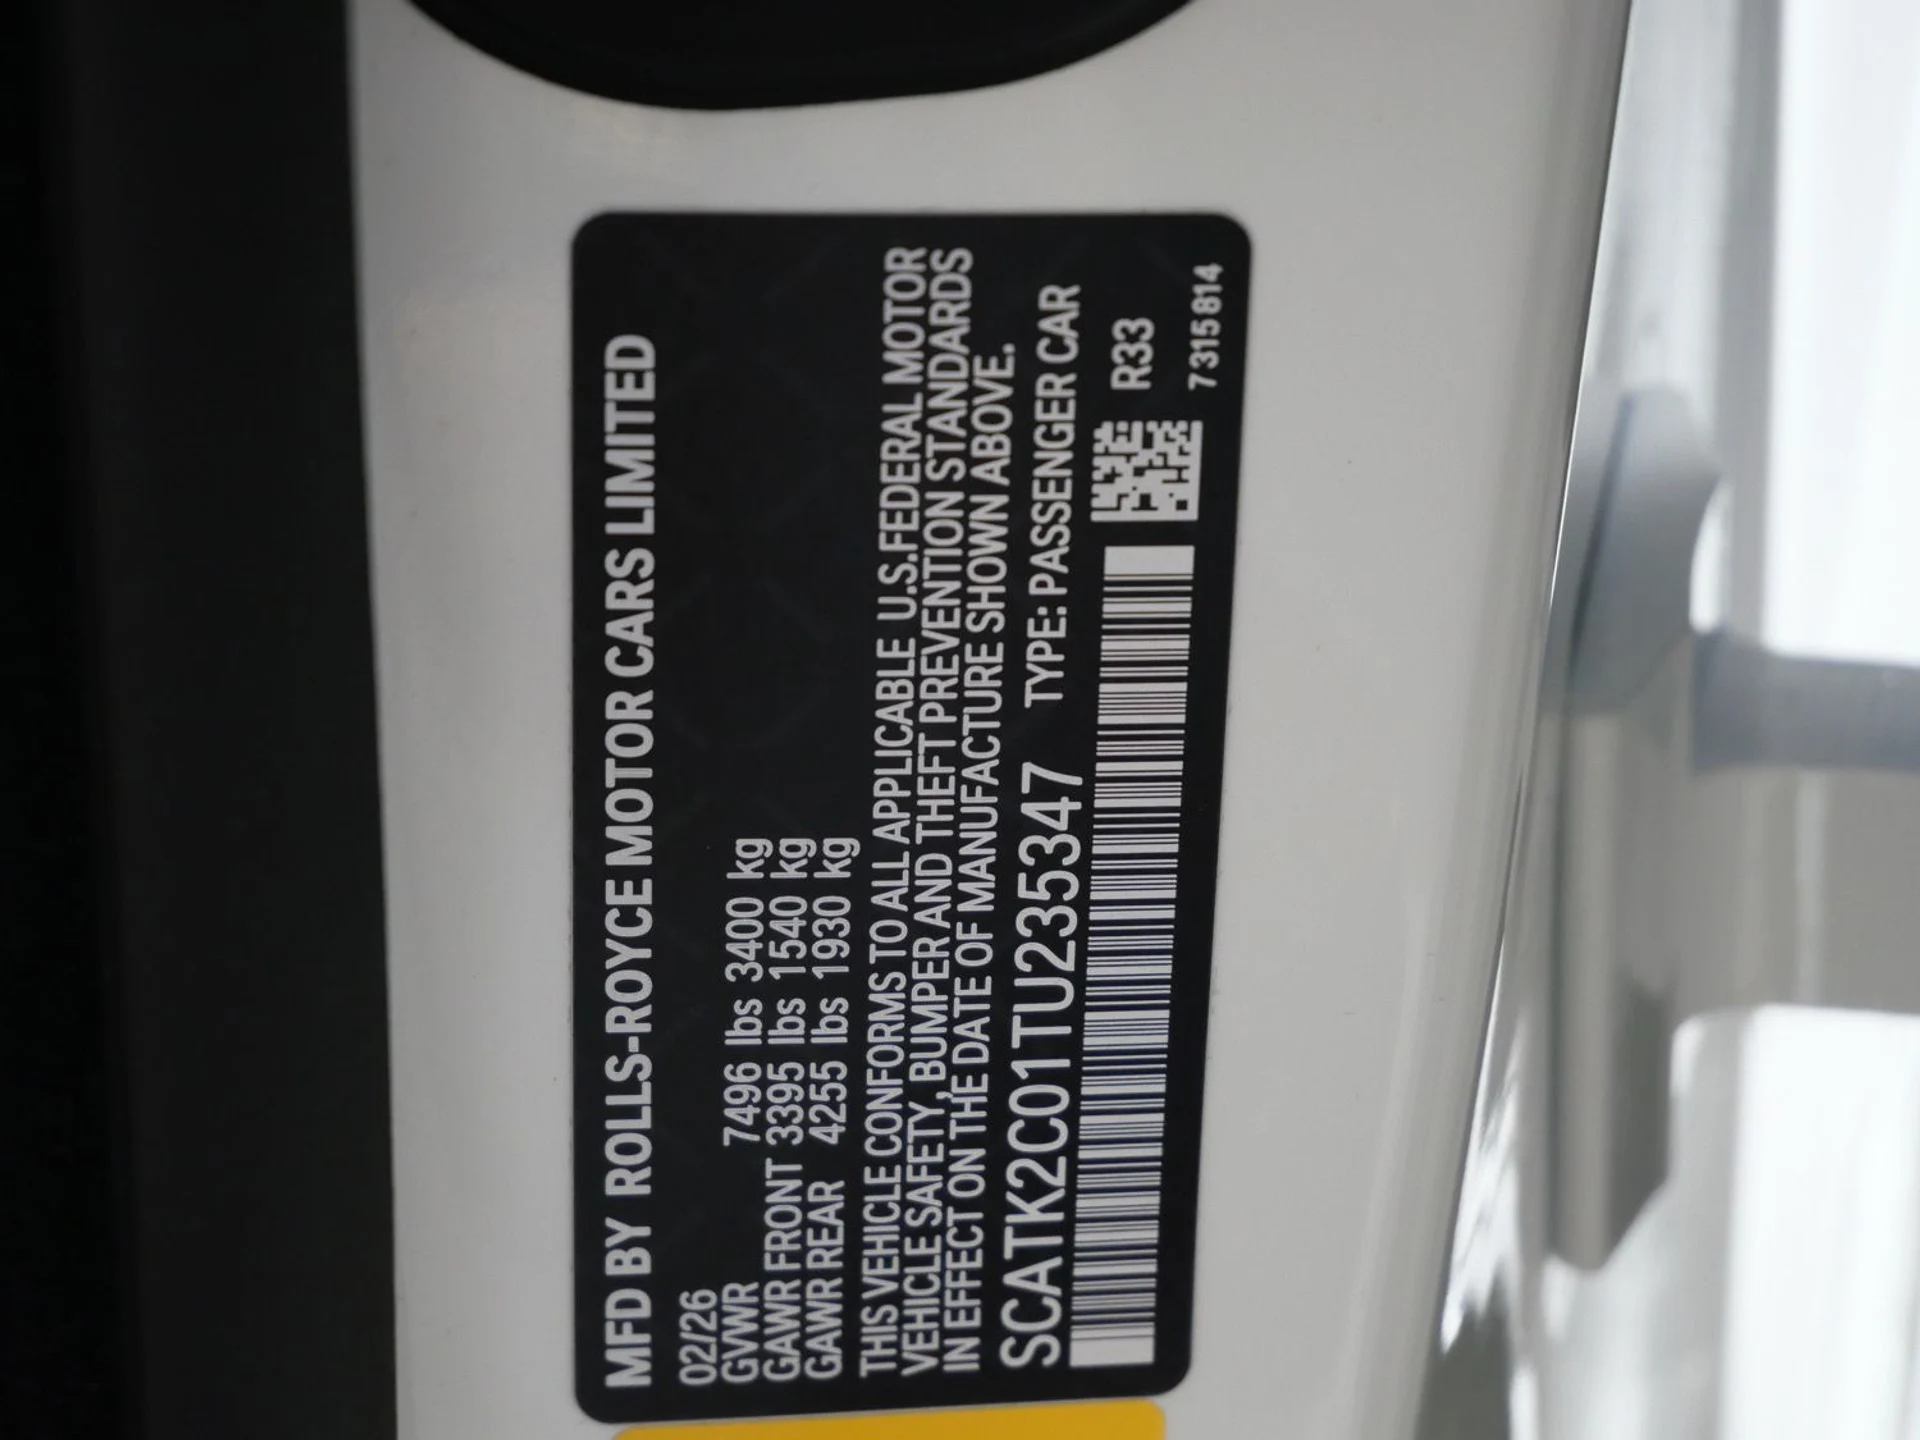 MFD BY ROLLS-ROYCE MOTOR CARS LIMITED
02/26
GVWR 7496 lbs 3400 kg
GAWR FRONT 3395 lbs 1540 kg
GAWR REAR 4255 lbs 1930 kg
THIS VEHICLE CONFORMS TO ALL APPLICABLE U.S.FEDERAL MOTOR
VEHICLE SAFETY, BUMPER AND THEFT PREVENTION STANDARDS
IN EFFECT ON THE DATE OF MANUFACTURE SHOWN ABOVE.
SCATK2C01TU235347 TYPE: PASSENGER CAR
R33
7315814